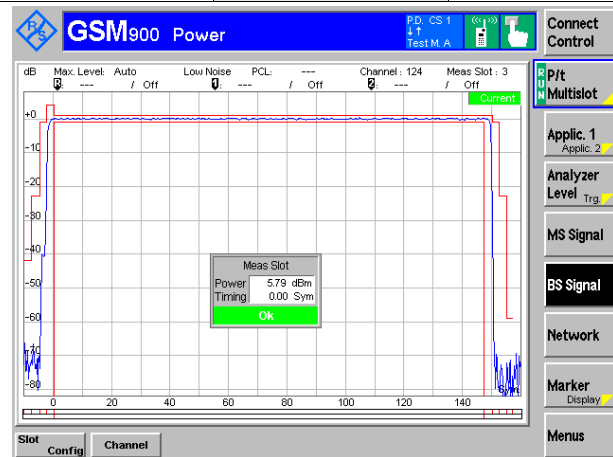 R&S
GSM900 Power
P.D. CS 1
Test M. A
Connect Control
dB Max. Level: Auto Low Noise PCL: --- Channel : 124 Meas Slot : 3
--- / Off --- / Off 2: --- / Off
Current
+0
-10
-20
-30
-40
-50
-60
-70
-80
0 20 40 60 80 100 120 140
Meas Slot
Power 5.79 dBm
Timing 0.00 Sym
Ok
RUN
P/t Multislot
Applic. 1
Applic. 2
Analyzer Level Trg.
MS Signal
BS Signal
Network
Marker
Display
Menus
Slot Config
Channel